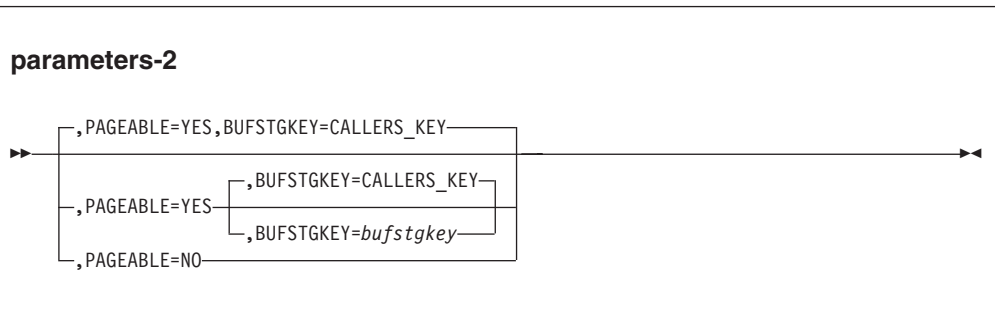 parameters-2
,PAGEABLE=YES,BUFSTGKEY=CALLERS_KEY
,BUFSTGKEY=CALLERS_KEY
,PAGEABLE=YES
,BUFSTGKEY=bufstgkey
,PAGEABLE=NO